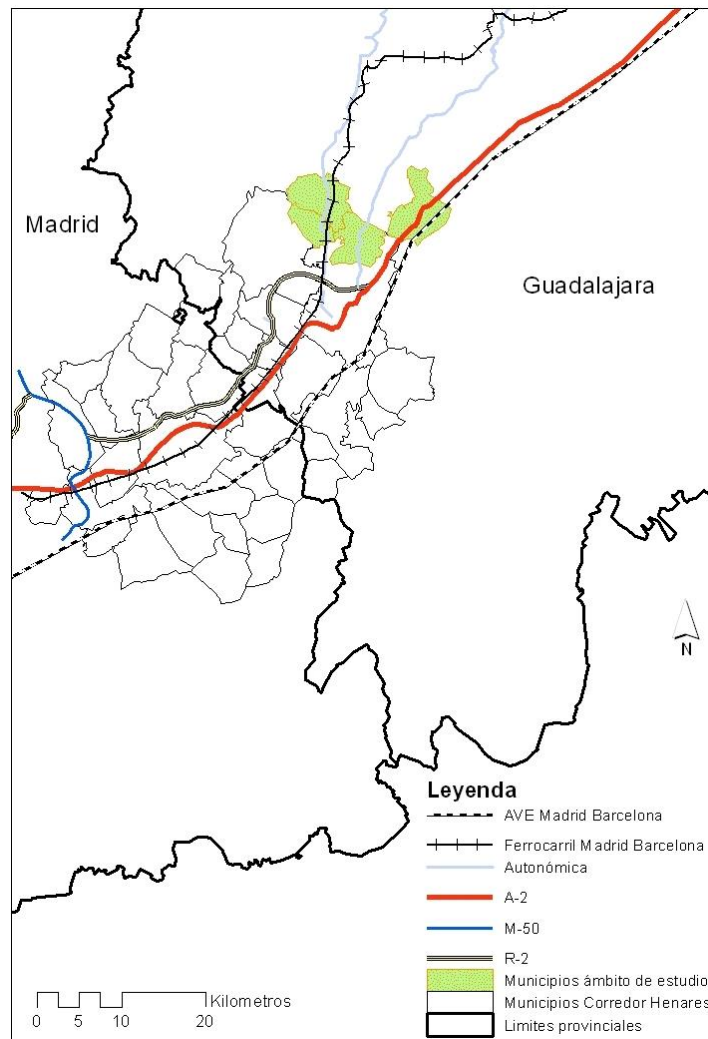 Madrid
Guadalajara
N
Leyenda
AVE Madrid Barcelona
Ferrocarril Madrid Barcelona
Autonómica
A-2
M-50
R-2
Municipios ámbito de estudio
Municipios Corredor Henares
Limites provinciales
Kilometros
0 5 10 20